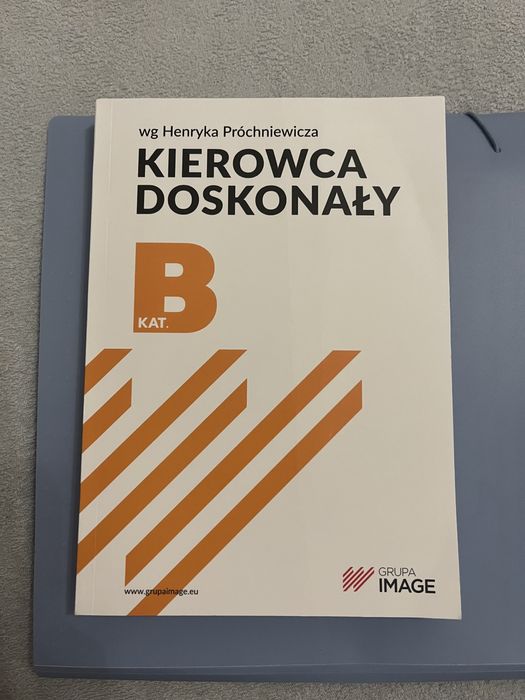 wg Henryka Próchniewicza
KIEROWCA
DOSKONAŁY
B
KAT.
www.grupaimage.eu
GRUPA
IMAGE